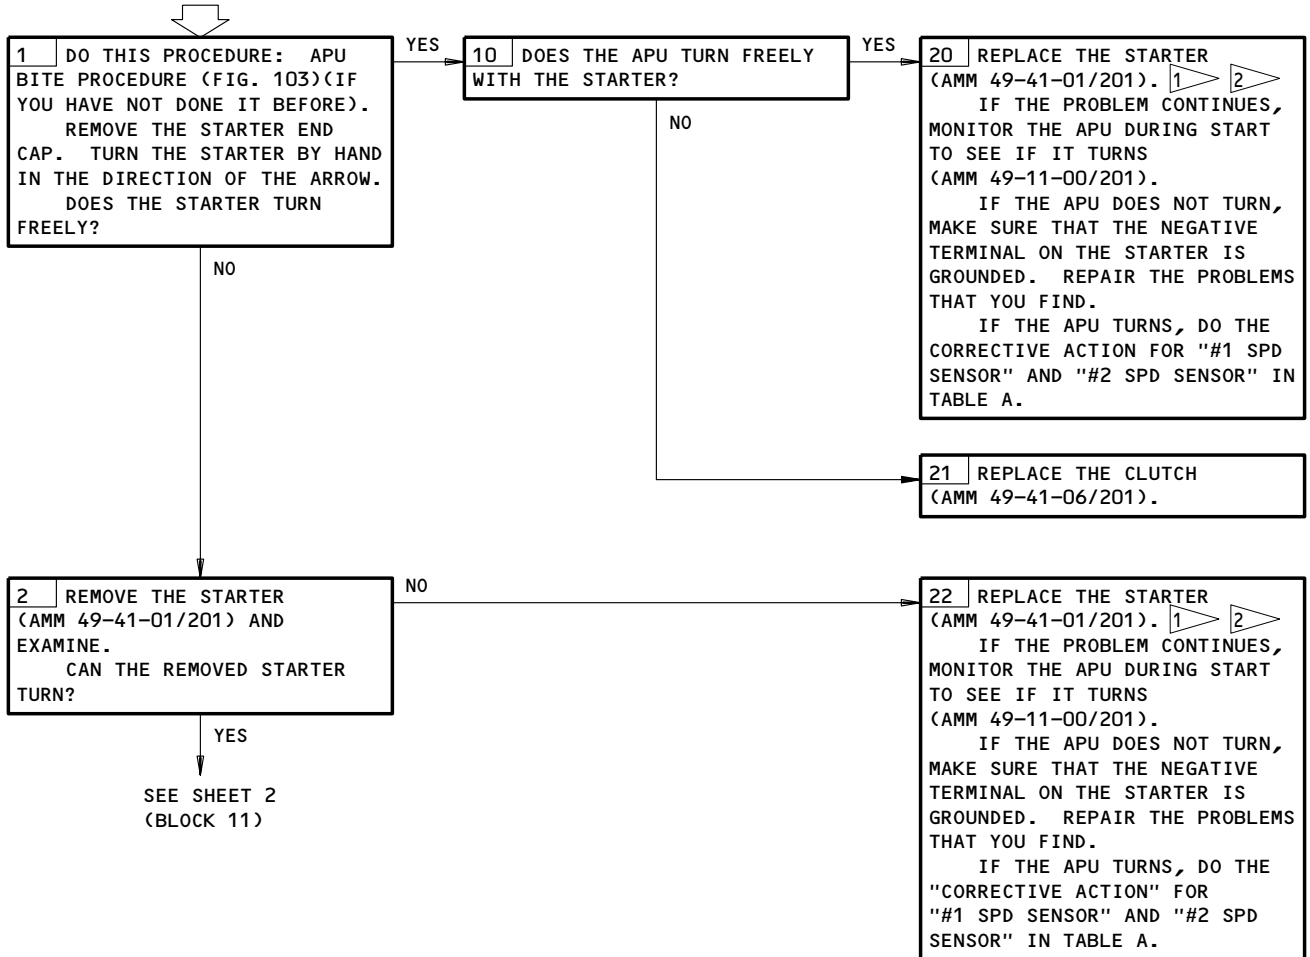 1 DO THIS PROCEDURE: APU
BITE PROCEDURE (FIG. 103)(IF
YOU HAVE NOT DONE IT BEFORE).
REMOVE THE STARTER END
CAP. TURN THE STARTER BY HAND
IN THE DIRECTION OF THE ARROW.
DOES THE STARTER TURN
FREELY?
YES
10 DOES THE APU TURN FREELY
WITH THE STARTER?
YES
20 REPLACE THE STARTER
(AMM 49-41-01/201). 1 2
IF THE PROBLEM CONTINUES,
MONITOR THE APU DURING START
TO SEE IF IT TURNS
(AMM 49-11-00/201).
IF THE APU DOES NOT TURN,
MAKE SURE THAT THE NEGATIVE
TERMINAL ON THE STARTER IS
GROUNDED. REPAIR THE PROBLEMS
THAT YOU FIND.
IF THE APU TURNS, DO THE
CORRECTIVE ACTION FOR "#1 SPD
SENSOR" AND "#2 SPD SENSOR" IN
TABLE A.
NO
21 REPLACE THE CLUTCH
(AMM 49-41-06/201).
NO
2 REMOVE THE STARTER
(AMM 49-41-01/201) AND
EXAMINE.
CAN THE REMOVED STARTER
TURN?
NO
22 REPLACE THE STARTER
(AMM 49-41-01/201). 1 2
IF THE PROBLEM CONTINUES,
MONITOR THE APU DURING START
TO SEE IF IT TURNS
(AMM 49-11-00/201).
IF THE APU DOES NOT TURN,
MAKE SURE THAT THE NEGATIVE
TERMINAL ON THE STARTER IS
GROUNDED. REPAIR THE PROBLEMS
THAT YOU FIND.
IF THE APU TURNS, DO THE
"CORRECTIVE ACTION" FOR
"#1 SPD SENSOR" AND "#2 SPD
SENSOR" IN TABLE A.
YES
SEE SHEET 2
(BLOCK 11)